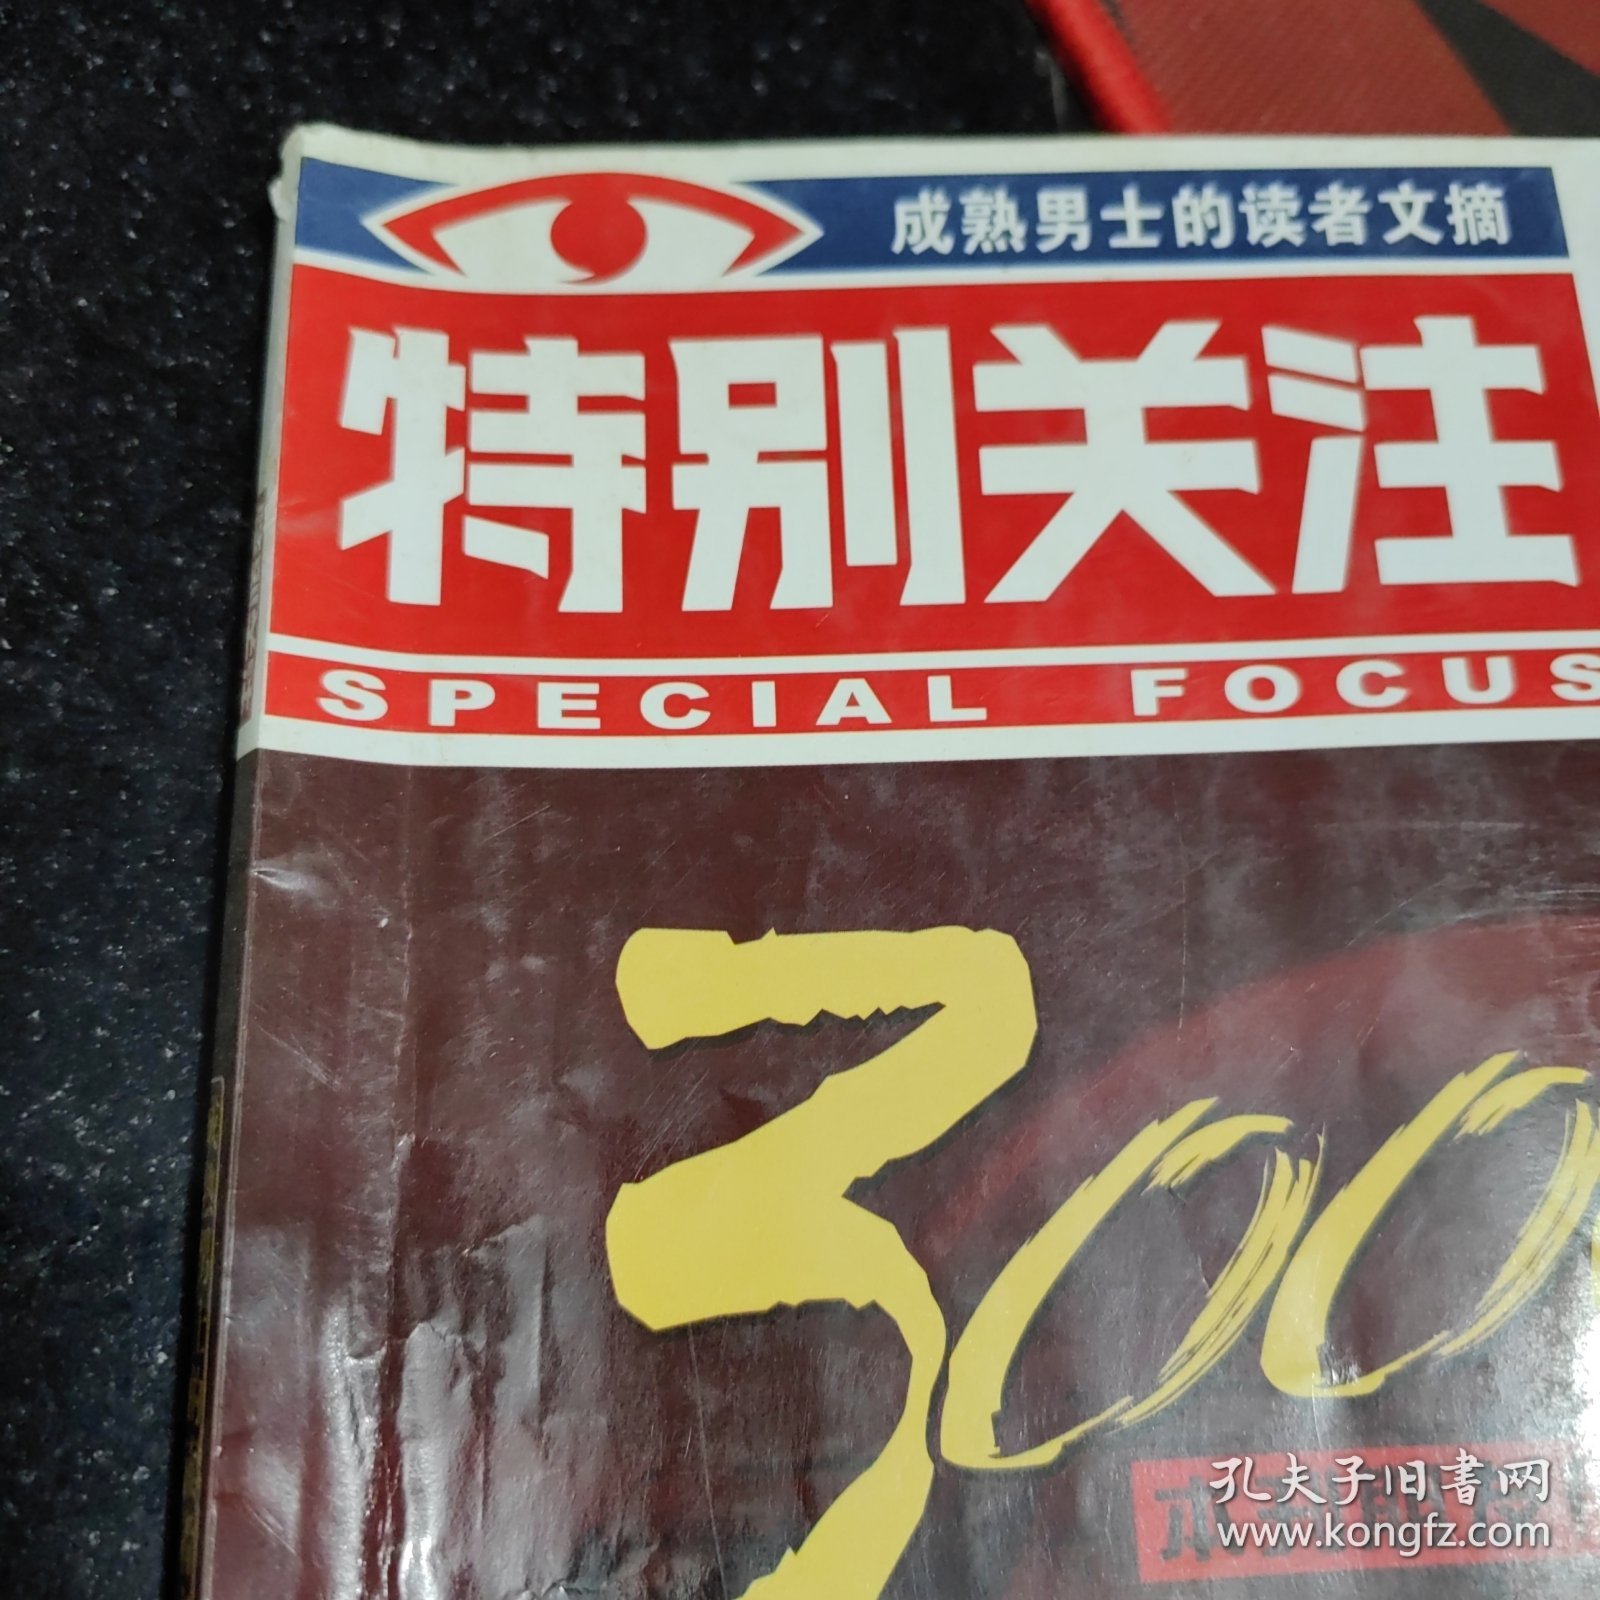 成熟男士的读者文摘
特别关注
SPECIAL FOCUS
300
孔夫子旧书网
www.kongfz.com